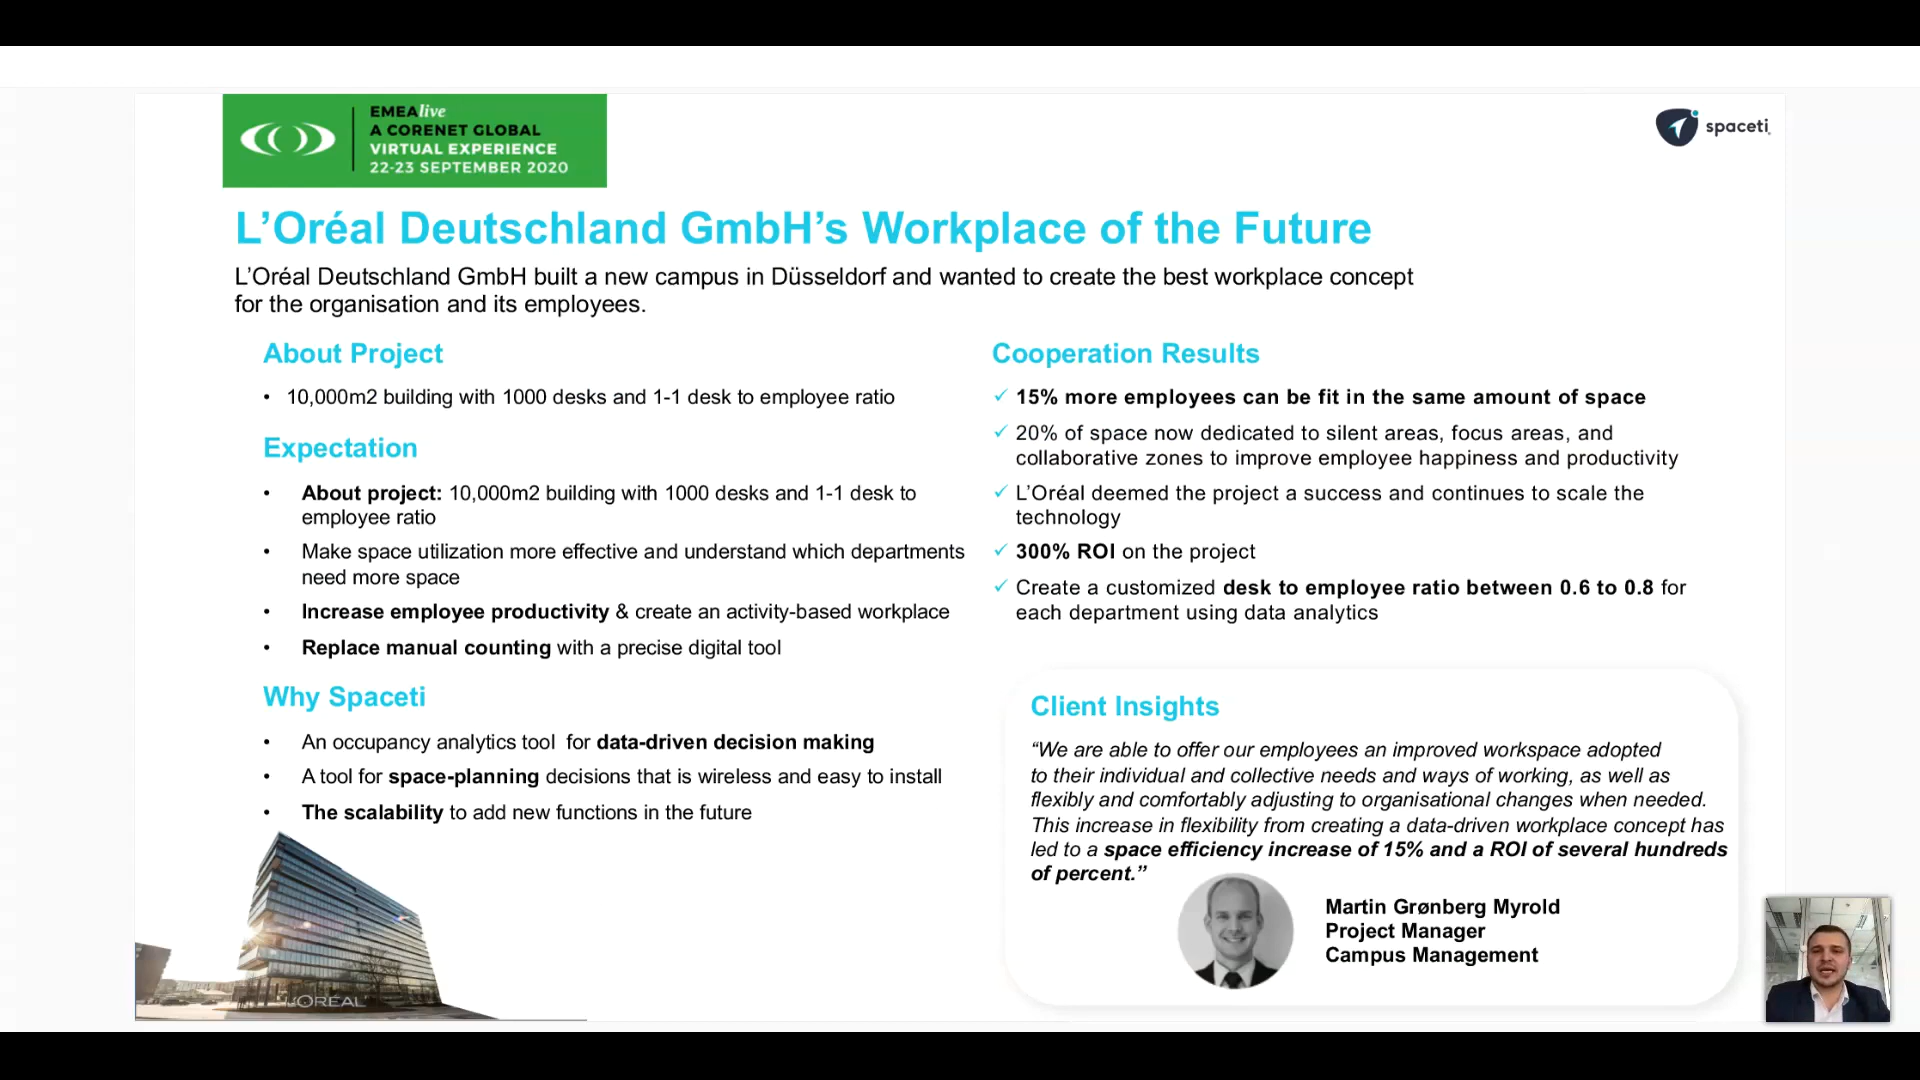 EMEAlive
A CORENET GLOBAL
VIRTUAL EXPERIENCE
22-23 SEPTEMBER 2020
spaceti
L’Oréal Deutschland GmbH’s Workplace of the Future
L’Oréal Deutschland GmbH built a new campus in Düsseldorf and wanted to create the best workplace concept
for the organisation and its employees.
About Project
• 10,000m2 building with 1000 desks and 1-1 desk to employee ratio
Expectation
• About project: 10,000m2 building with 1000 desks and 1-1 desk to
employee ratio
• Make space utilization more effective and understand which departments
need more space
• Increase employee productivity & create an activity-based workplace
• Replace manual counting with a precise digital tool
Why Spaceti
• An occupancy analytics tool for data-driven decision making
• A tool for space-planning decisions that is wireless and easy to install
• The scalability to add new functions in the future
L'ORÉAL
Cooperation Results
✓ 15% more employees can be fit in the same amount of space
✓ 20% of space now dedicated to silent areas, focus areas, and
collaborative zones to improve employee happiness and productivity
✓ L’Oréal deemed the project a success and continues to scale the
technology
✓ 300% ROI on the project
✓ Create a customized desk to employee ratio between 0.6 to 0.8 for
each department using data analytics
Client Insights
“We are able to offer our employees an improved workspace adopted
to their individual and collective needs and ways of working, as well as
flexibly and comfortably adjusting to organisational changes when needed.
This increase in flexibility from creating a data-driven workplace concept has
led to a space efficiency increase of 15% and a ROI of several hundreds
of percent.”
Martin Grønberg Myrold
Project Manager
Campus Management